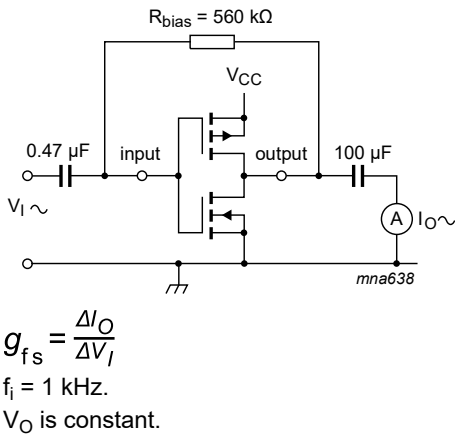 R_bias = 560 kΩ
V_CC
0.47 µF
input
output
100 µF
V_I ~
A
I_O ~
mna638
g_fs = ΔI_O / ΔV_I
f_i = 1 kHz.
V_O is constant.